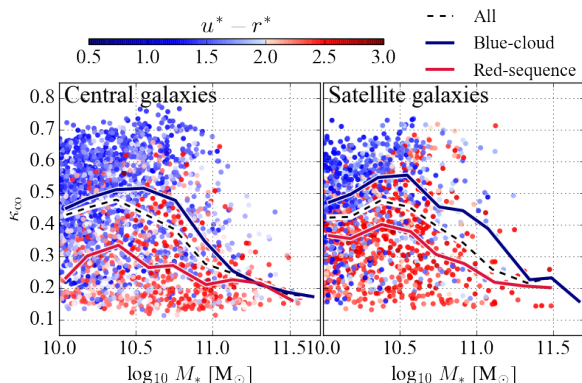 u* − r*
0.5 1.0 1.5 2.0 2.5 3.0
All
Blue-cloud
Red-sequence
Central galaxies
Satellite galaxies
0.8
0.7
0.6
0.5
0.4
0.3
0.2
0.1
κco
10.0 10.5 11.0 11.5 10.0 10.5 11.0 11.5
log10 M* [M⊙]
log10 M* [M⊙]